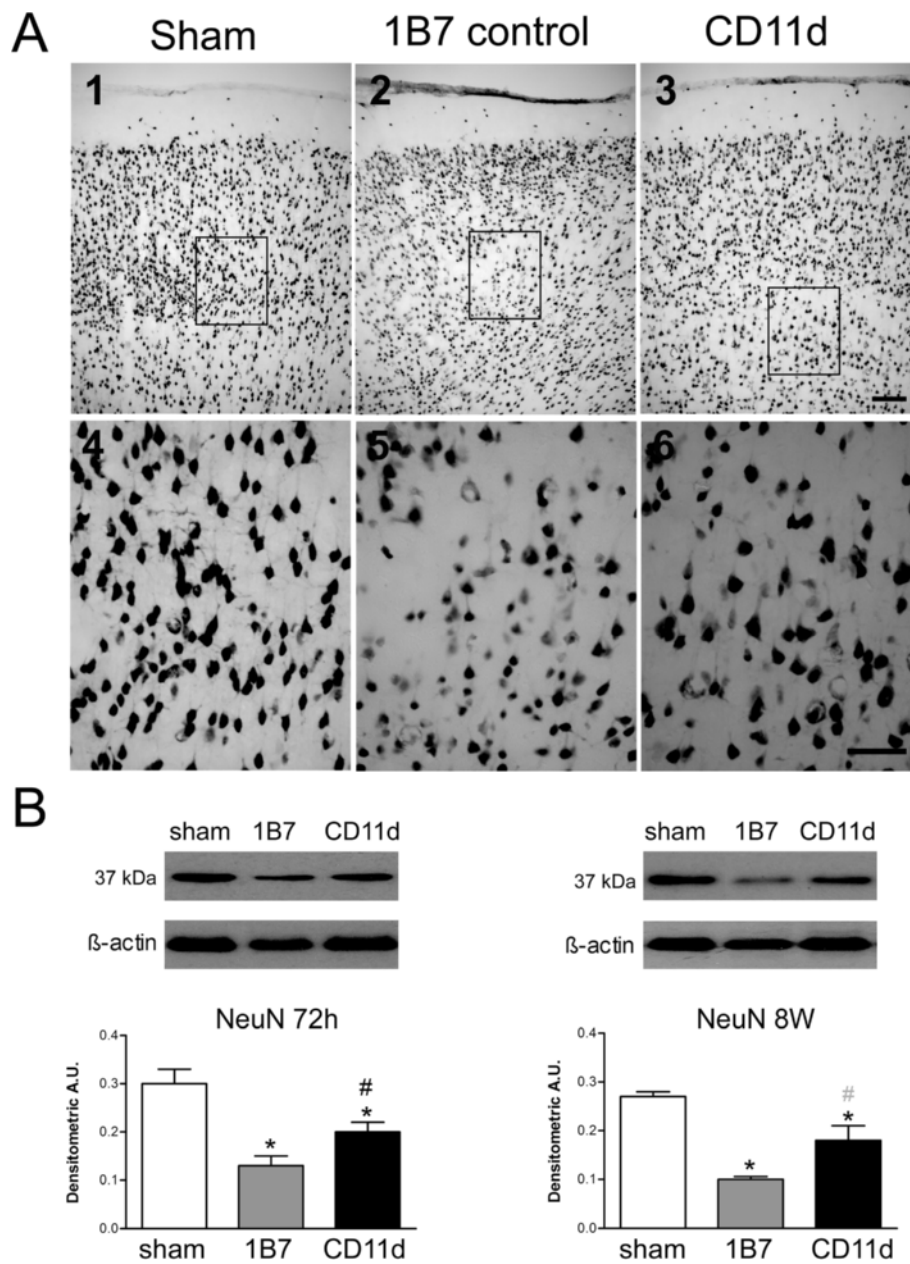 A
Sham 1B7 control CD11d
1 2 3
4 5 6
B
sham 1B7 CD11d
37 kDa
ß-actin
NeuN 72h
Densitometric A.U.
0.4
0.3
0.2
0.1
0.0
*
#
*
sham 1B7 CD11d
sham 1B7 CD11d
37 kDa
ß-actin
NeuN 8W
Densitometric A.U.
0.4
0.3
0.2
0.1
0.0
*
#
*
sham 1B7 CD11d